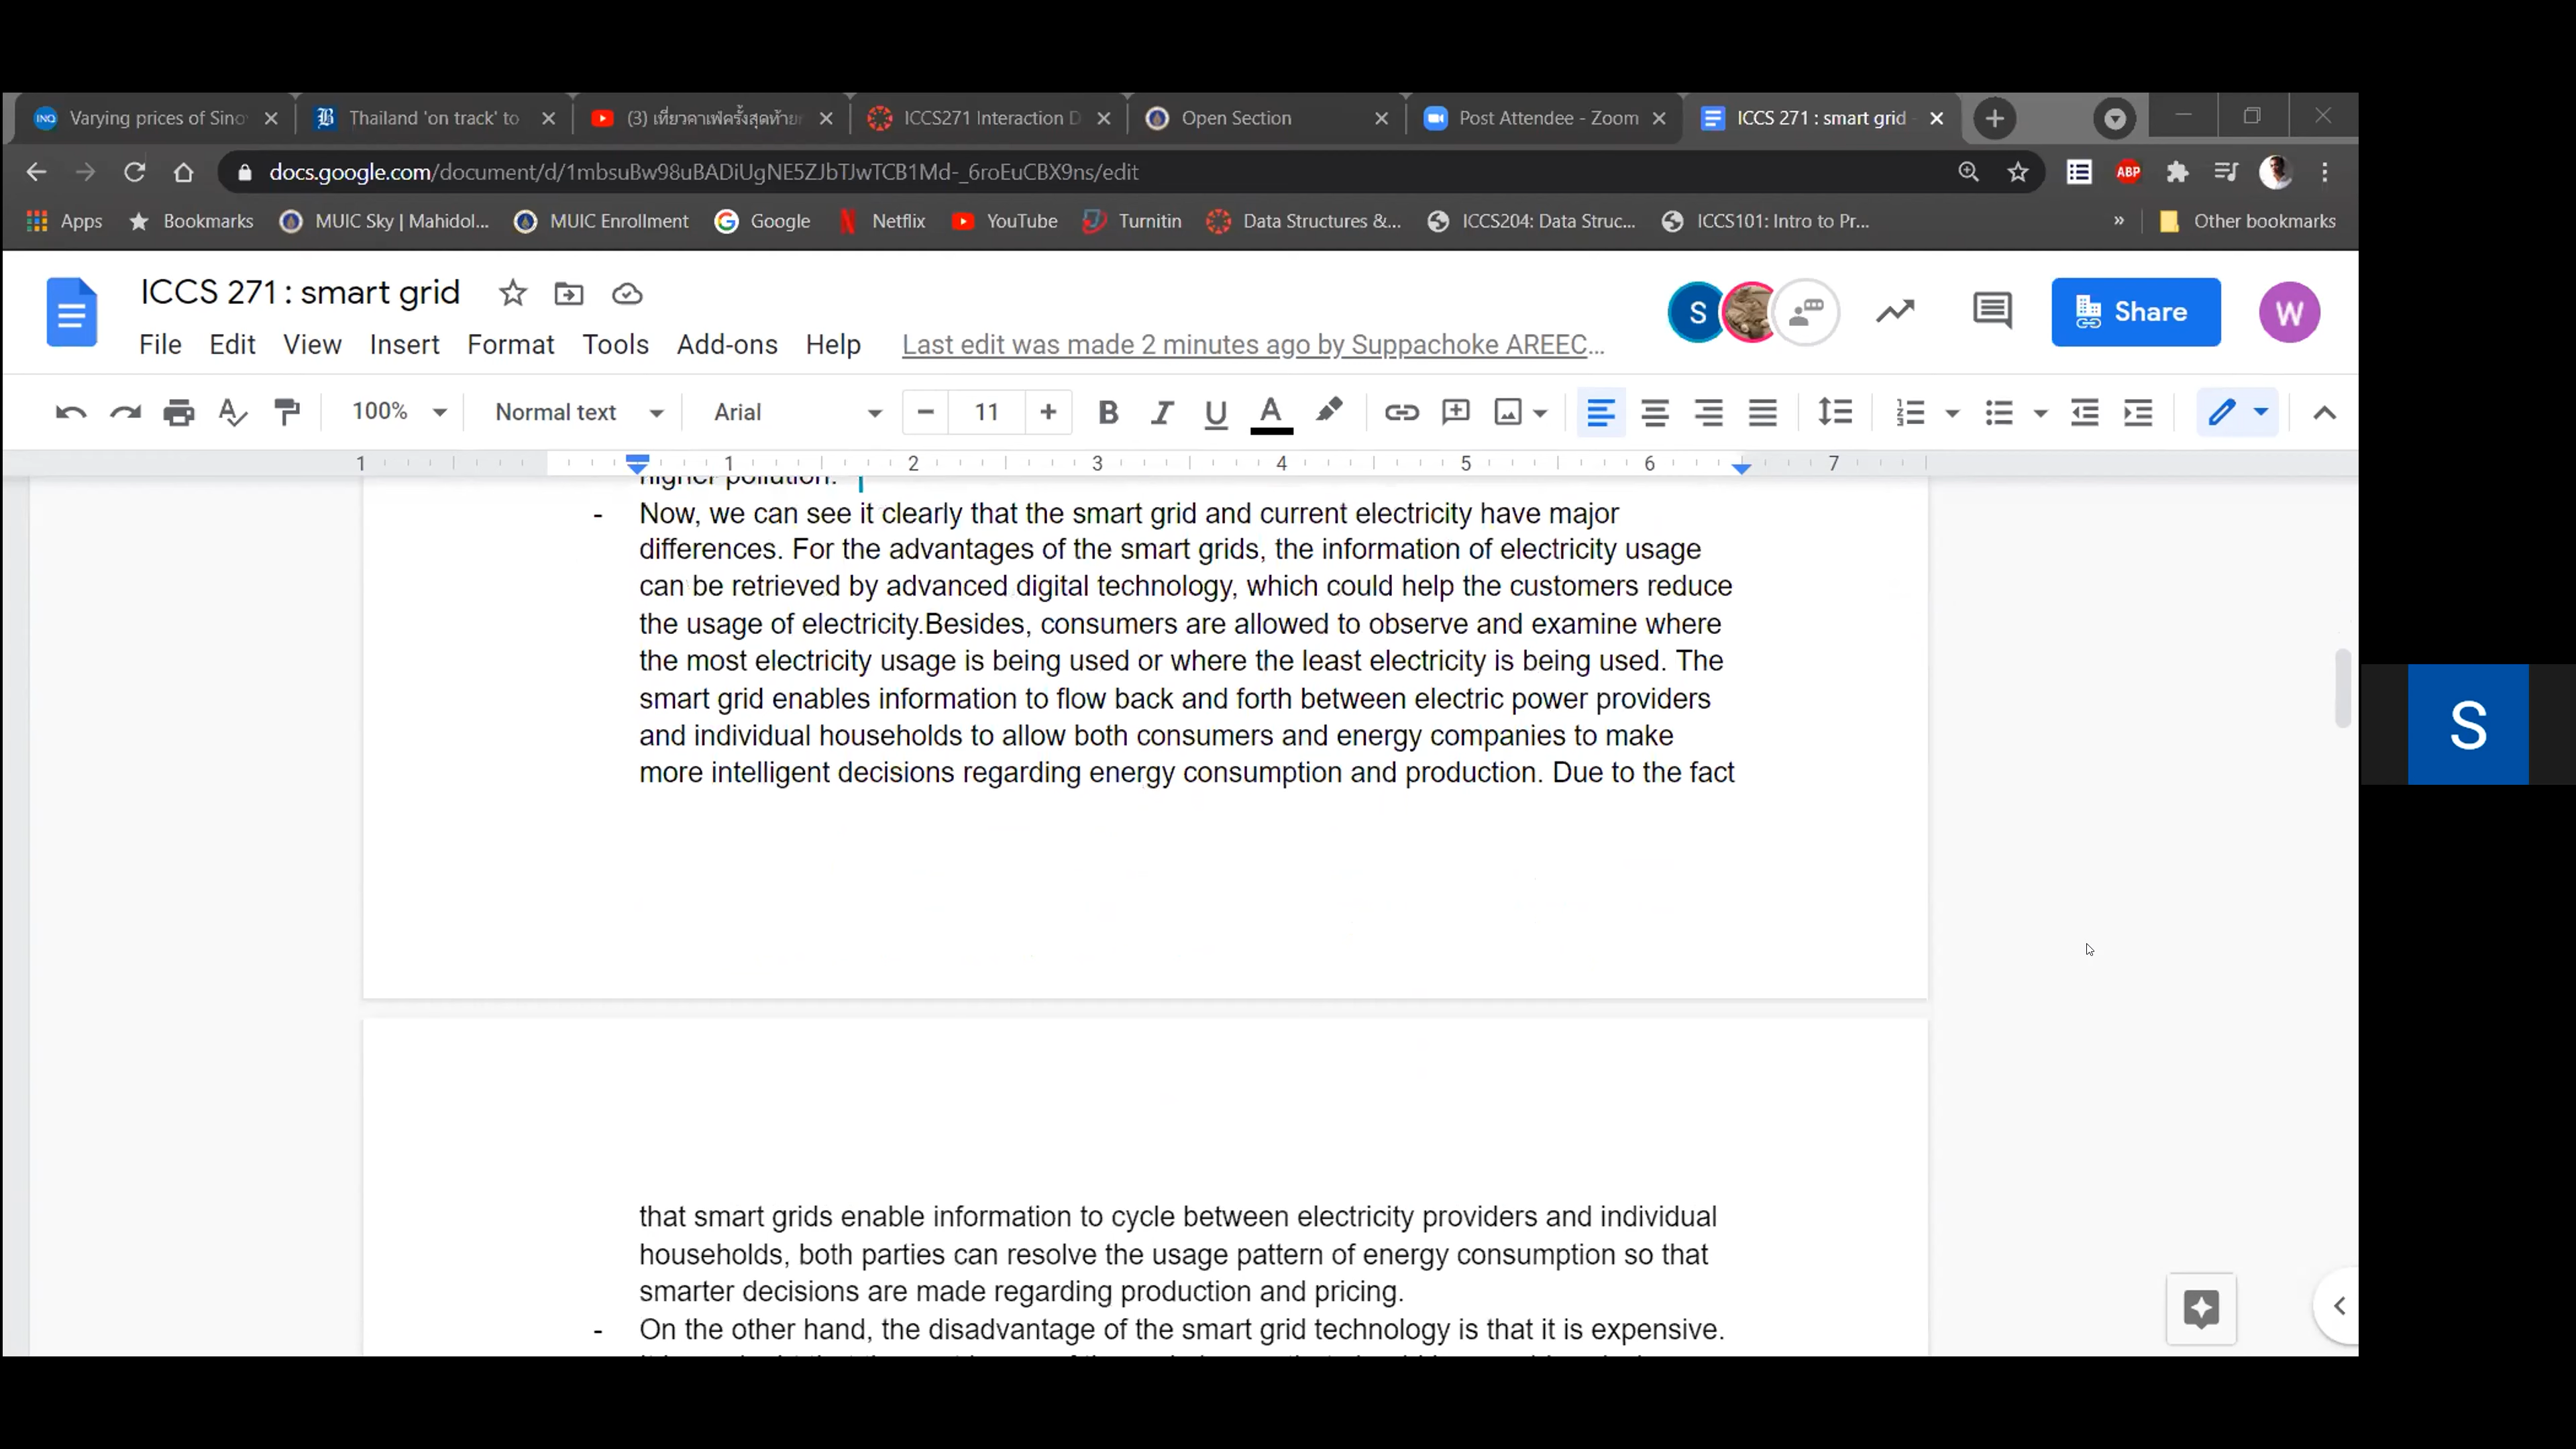 INQ Varying prices of Sino
Thailand 'on track' to
(3) เที่ยวคาเฟ่ครั้งสุดท้าย
ICCS271 Interaction D
Open Section
Post Attendee - Zoom
ICCS 271 : smart grid
docs.google.com/document/d/1mbsuBw98uBADiUgNE5ZJbTJwTCB1Md-_6roEuCBX9ns/edit
ABP
Apps
Bookmarks
MUIC Sky | Mahidol...
MUIC Enrollment
Google
Netflix
YouTube
Turnitin
Data Structures &...
ICCS204: Data Struc...
ICCS101: Intro to Pr...
»
Other bookmarks
ICCS 271 : smart grid
S
Share
W
File Edit View Insert Format Tools Add-ons Help Last edit was made 2 minutes ago by Suppachoke AREEC...
100% Normal text Arial − 11 + B I U A
1 1 2 3 4 5 6 7
higher pollution.
- Now, we can see it clearly that the smart grid and current electricity have major
differences. For the advantages of the smart grids, the information of electricity usage
can be retrieved by advanced digital technology, which could help the customers reduce
the usage of electricity.Besides, consumers are allowed to observe and examine where
the most electricity usage is being used or where the least electricity is being used. The
smart grid enables information to flow back and forth between electric power providers
and individual households to allow both consumers and energy companies to make
more intelligent decisions regarding energy consumption and production. Due to the fact
S
that smart grids enable information to cycle between electricity providers and individual
households, both parties can resolve the usage pattern of energy consumption so that
smarter decisions are made regarding production and pricing.
- On the other hand, the disadvantage of the smart grid technology is that it is expensive.